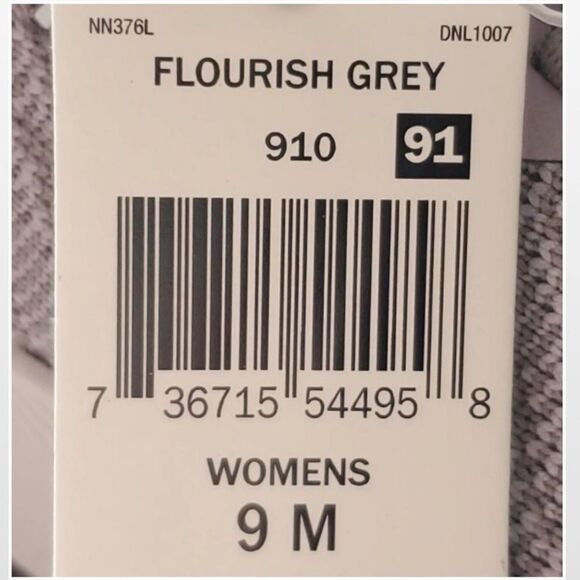 NN376L DNL1007
FLOURISH GREY
910 91
7 36715 54495 8
WOMENS
9 M